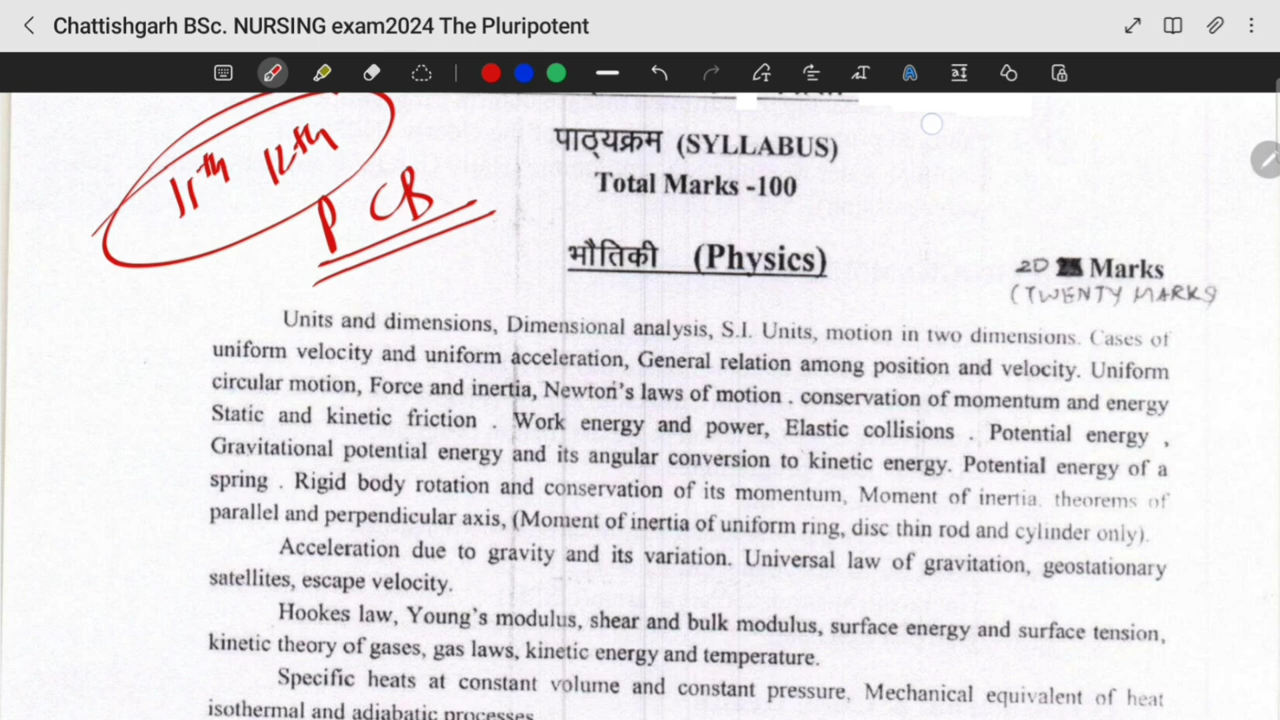 Chattishgarh BSc. NURSING exam2024 The Pluripotent
11th 12th
P CB
पाठ्यक्रम (SYLLABUS)
Total Marks -100
भौतिकी (Physics)
20 Marks
(TWENTY MARKS)
Units and dimensions, Dimensional analysis, S.I. Units, motion in two dimensions. Cases of
uniform velocity and uniform acceleration, General relation among position and velocity. Uniform
circular motion, Force and inertia, Newton's laws of motion . conservation of momentum and energy
Static and kinetic friction . Work energy and power, Elastic collisions . Potential energy ,
Gravitational potential energy and its angular conversion to kinetic energy. Potential energy of a
spring . Rigid body rotation and conservation of its momentum, Moment of inertia, theorems of
parallel and perpendicular axis, (Moment of inertia of uniform ring, disc thin rod and cylinder only).
Acceleration due to gravity and its variation, Universal law of gravitation, geostationary
satellites, escape velocity.
Hookes law, Young's modulus, shear and bulk modulus, surface energy and surface tension,
kinetic theory of gases, gas laws, kinetic energy and temperature.
Specific heats at constant volume and constant pressure, Mechanical equivalent of heat
isothermal and adiabatic processes